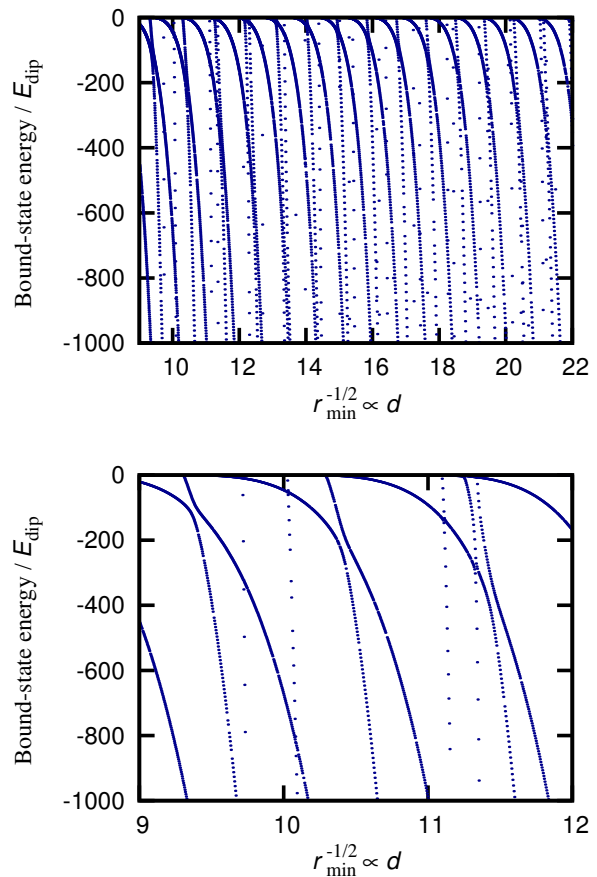 Bound-state energy / E_dip
0
-200
-400
-600
-800
-1000
10 12 14 16 18 20 22
r_min^-1/2 ∝ d
Bound-state energy / E_dip
0
-200
-400
-600
-800
-1000
9 10 11 12
r_min^-1/2 ∝ d